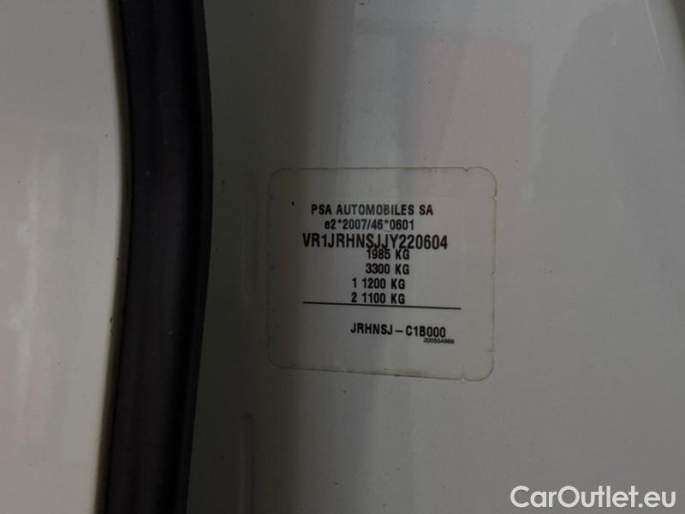 PSA AUTOMOBILES SA
e2*2007/46*0601
VR1JRHNSJJY220604
1985 KG
3300 KG
1 1200 KG
2 1100 KG
JRHNSJ-C1B000
CarOutlet.eu